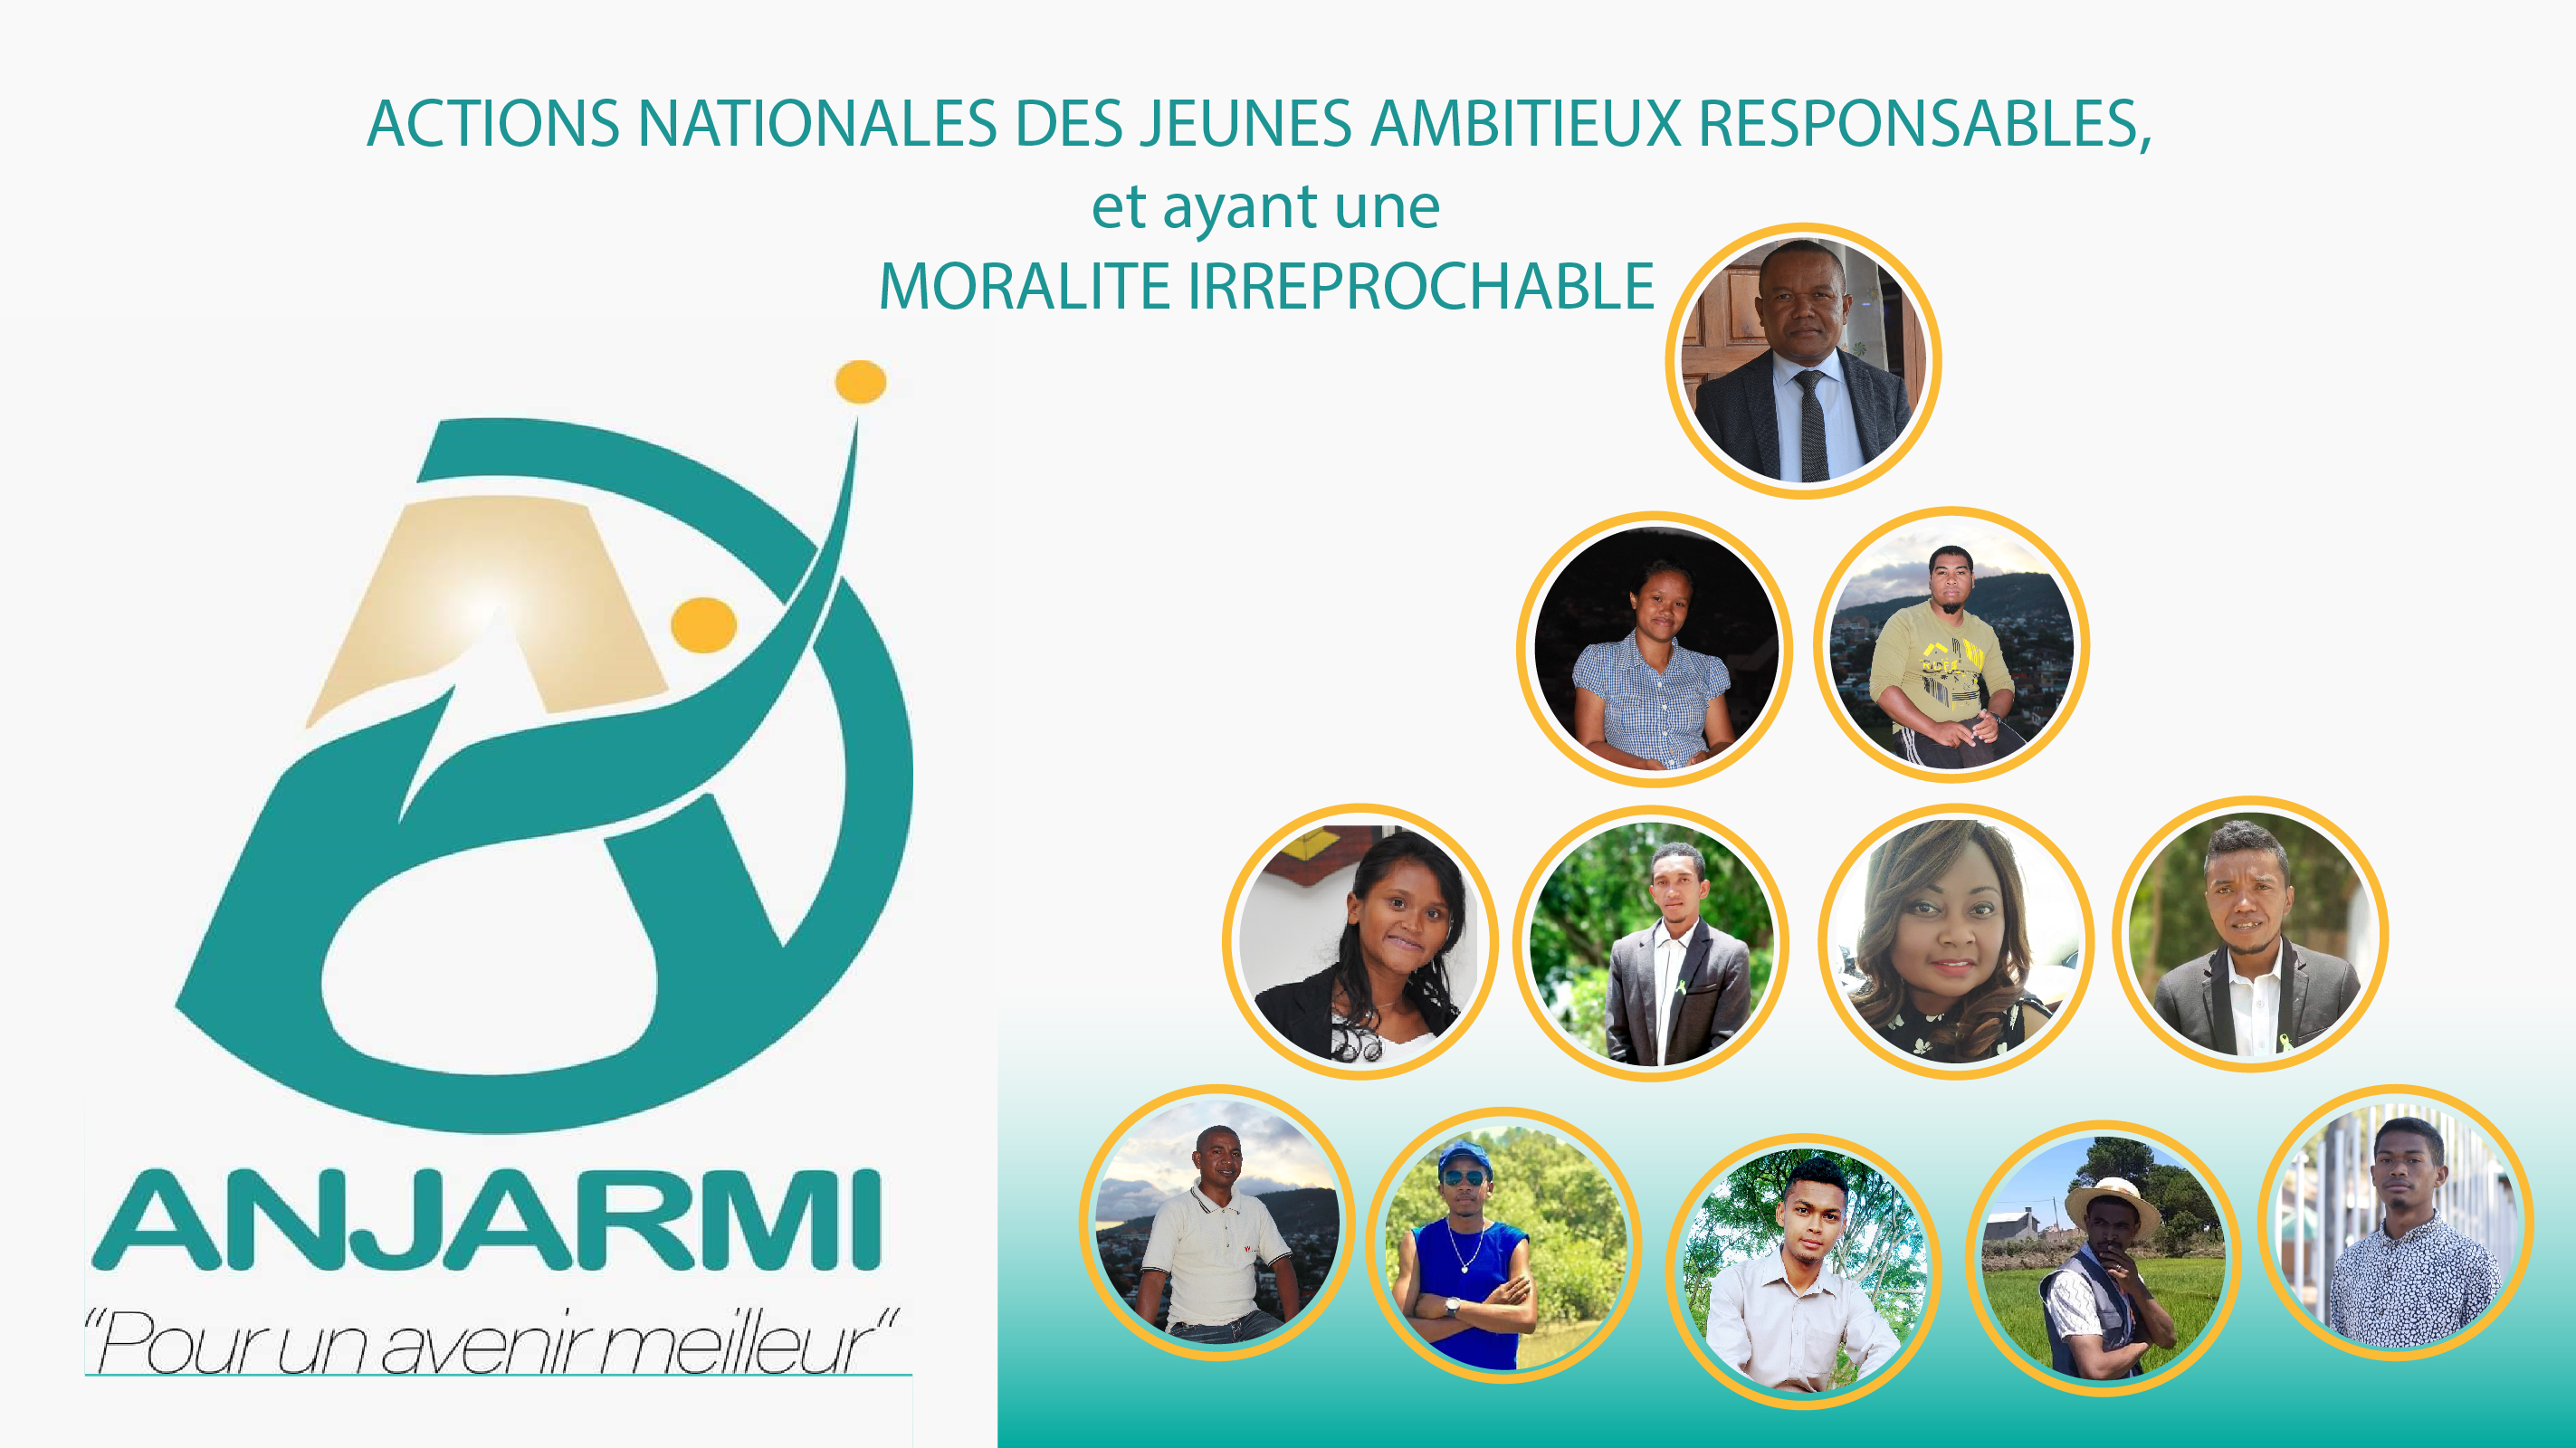 ACTIONS NATIONALES DES JEUNES AMBITIEUX RESPONSABLES,
et ayant une
MORALITE IRREPROCHABLE
ANJARMI
“Pour un avenir meilleur“